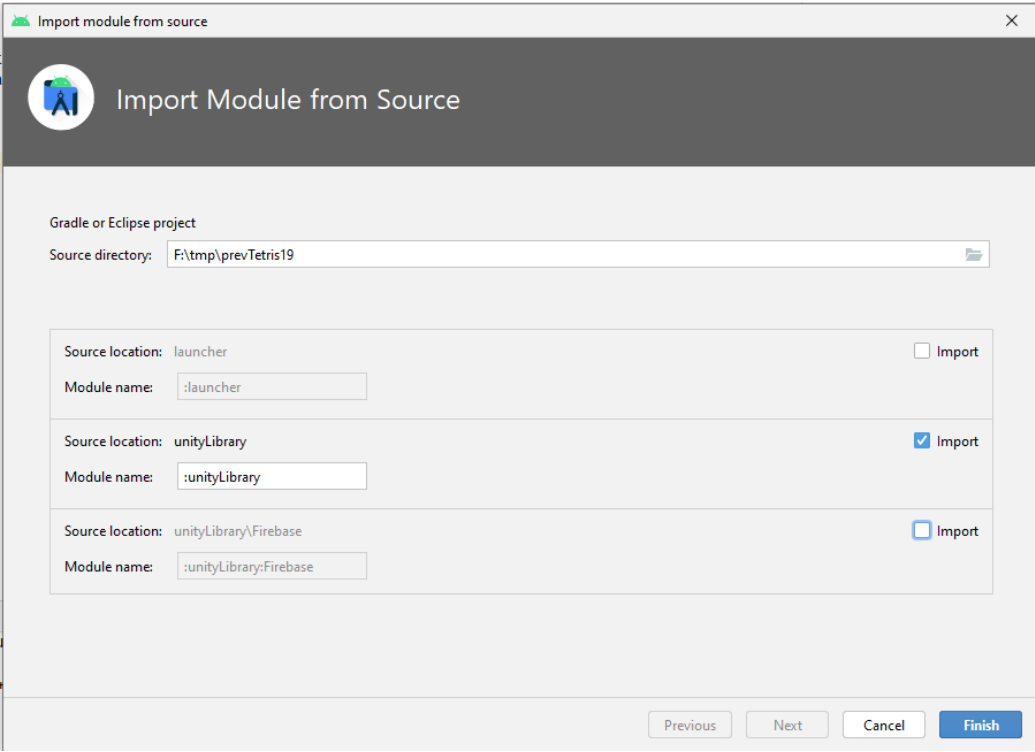 Import module from source
Import Module from Source
Gradle or Eclipse project
Source directory: F:\tmp\prevTetris19
Source location: launcher Import
Module name: :launcher
Source location: unityLibrary Import
Module name: :unityLibrary
Source location: unityLibrary\Firebase Import
Module name: :unityLibrary:Firebase
Previous Next Cancel Finish